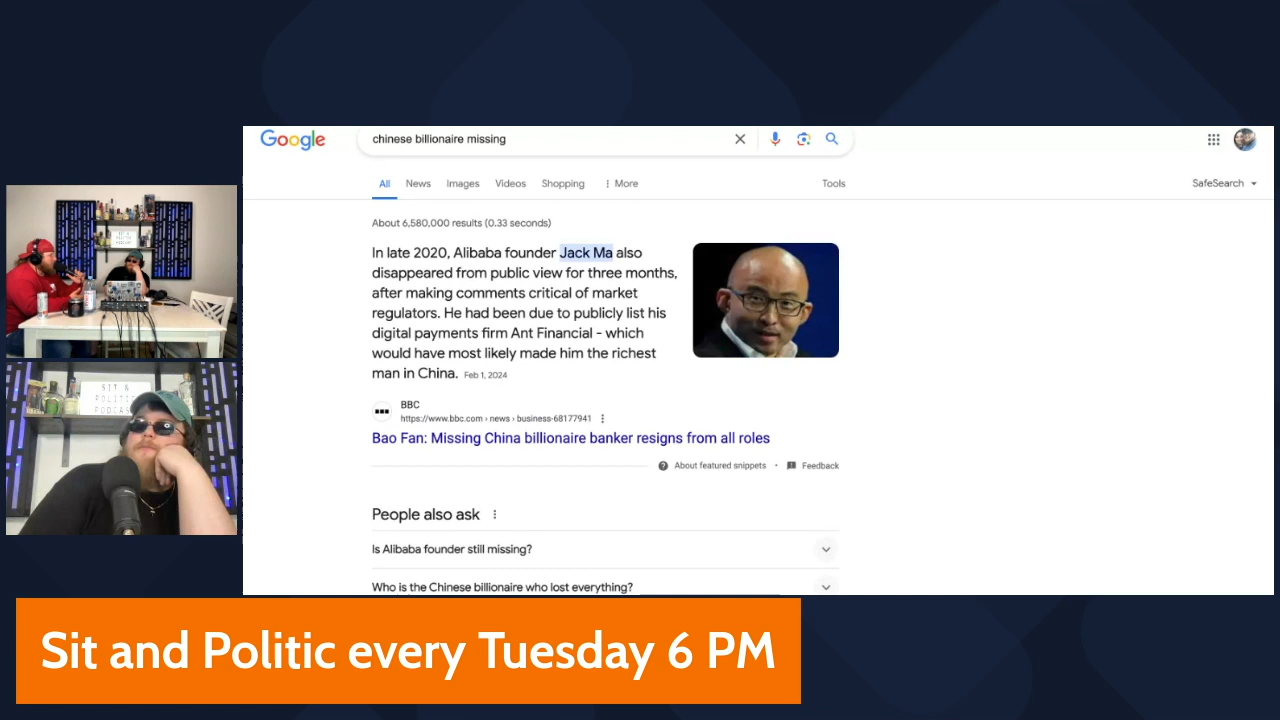 Google
chinese billionaire missing
All News Images Videos Shopping More Tools SafeSearch
About 6,580,000 results (0.33 seconds)
In late 2020, Alibaba founder Jack Ma also
disappeared from public view for three months,
after making comments critical of market
regulators. He had been due to publicly list his
digital payments firm Ant Financial - which
would have most likely made him the richest
man in China. Feb 1, 2024
BBC
https://www.bbc.com › news › business-68177941
Bao Fan: Missing China billionaire banker resigns from all roles
About featured snippets • Feedback
People also ask
Is Alibaba founder still missing?
Who is the Chinese billionaire who lost everything?
SIT &
POLITIC
PODCAST
SIT &
POLITIC
PODCAST
Sit and Politic every Tuesday 6 PM